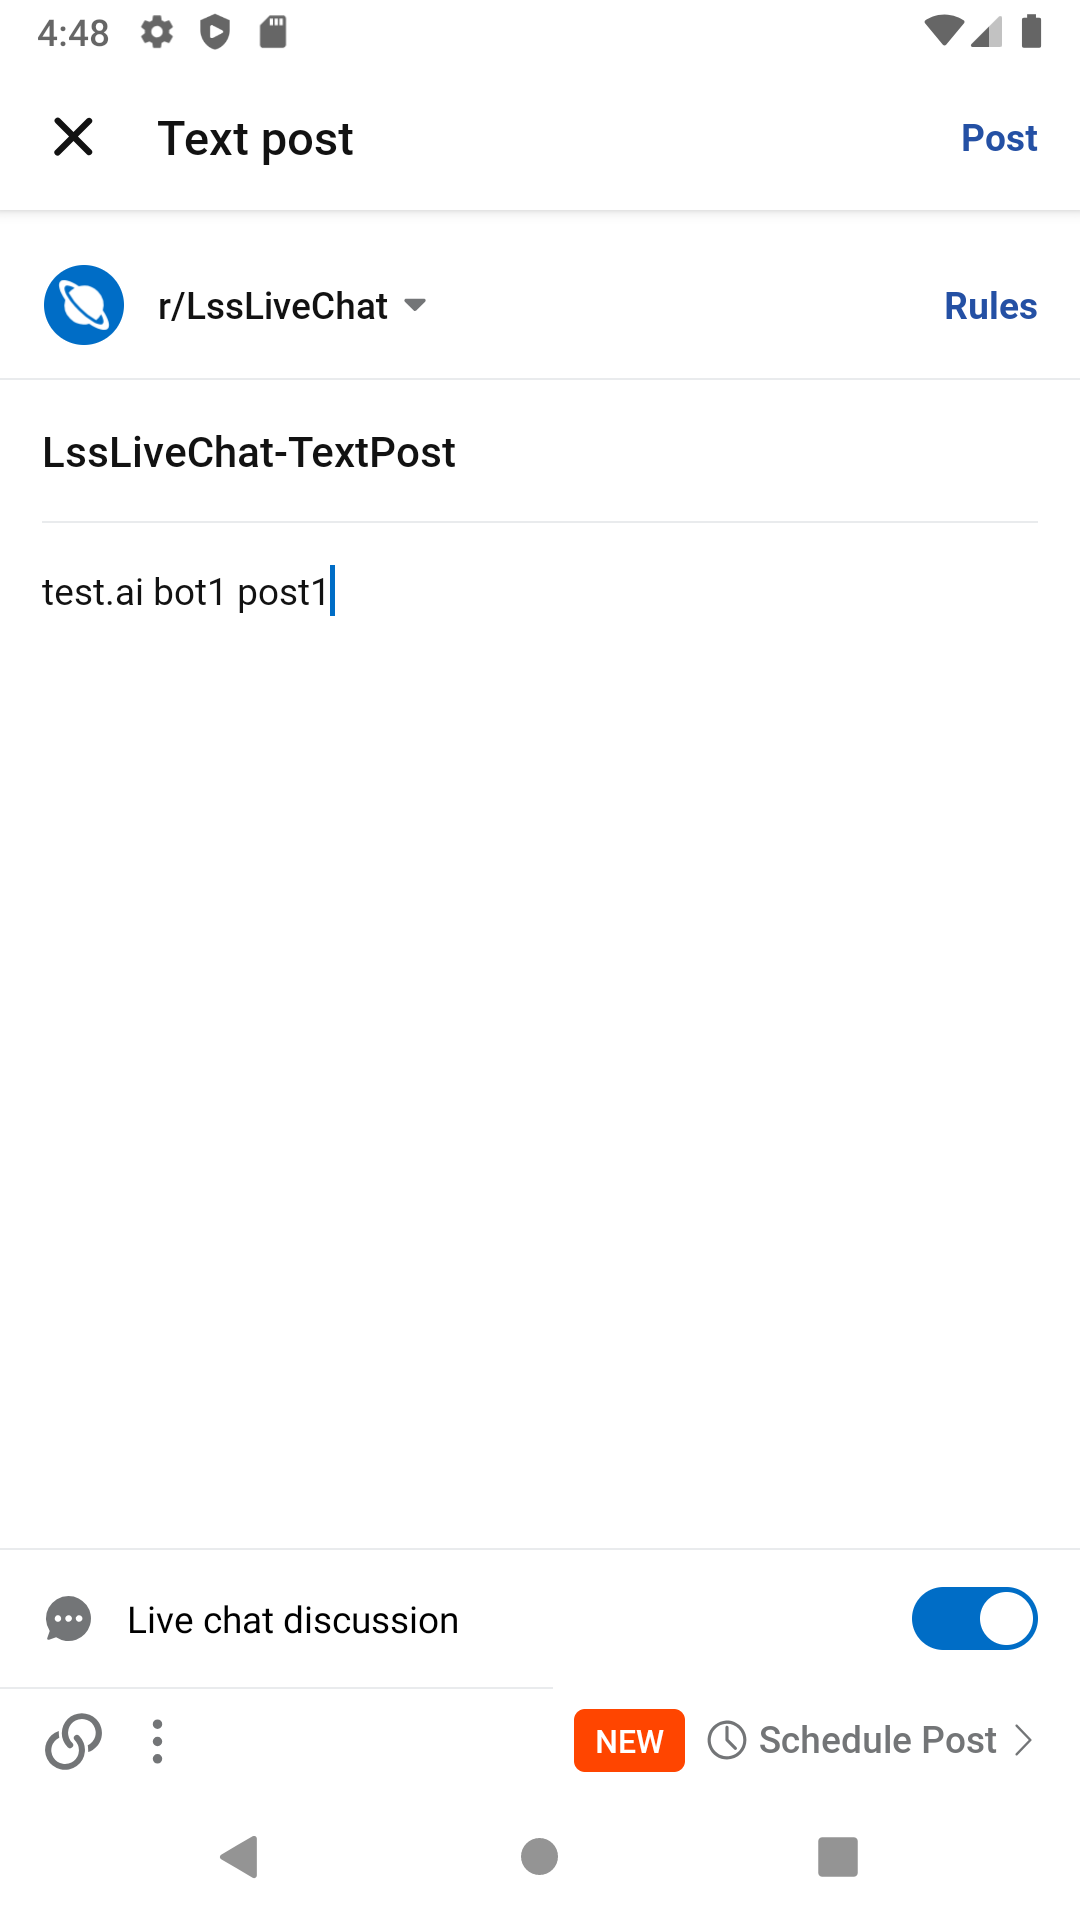 4:48
Text post
Post
r/LssLiveChat
Rules
LssLiveChat-TextPost
test.ai bot1 post1
Live chat discussion
NEW
Schedule Post